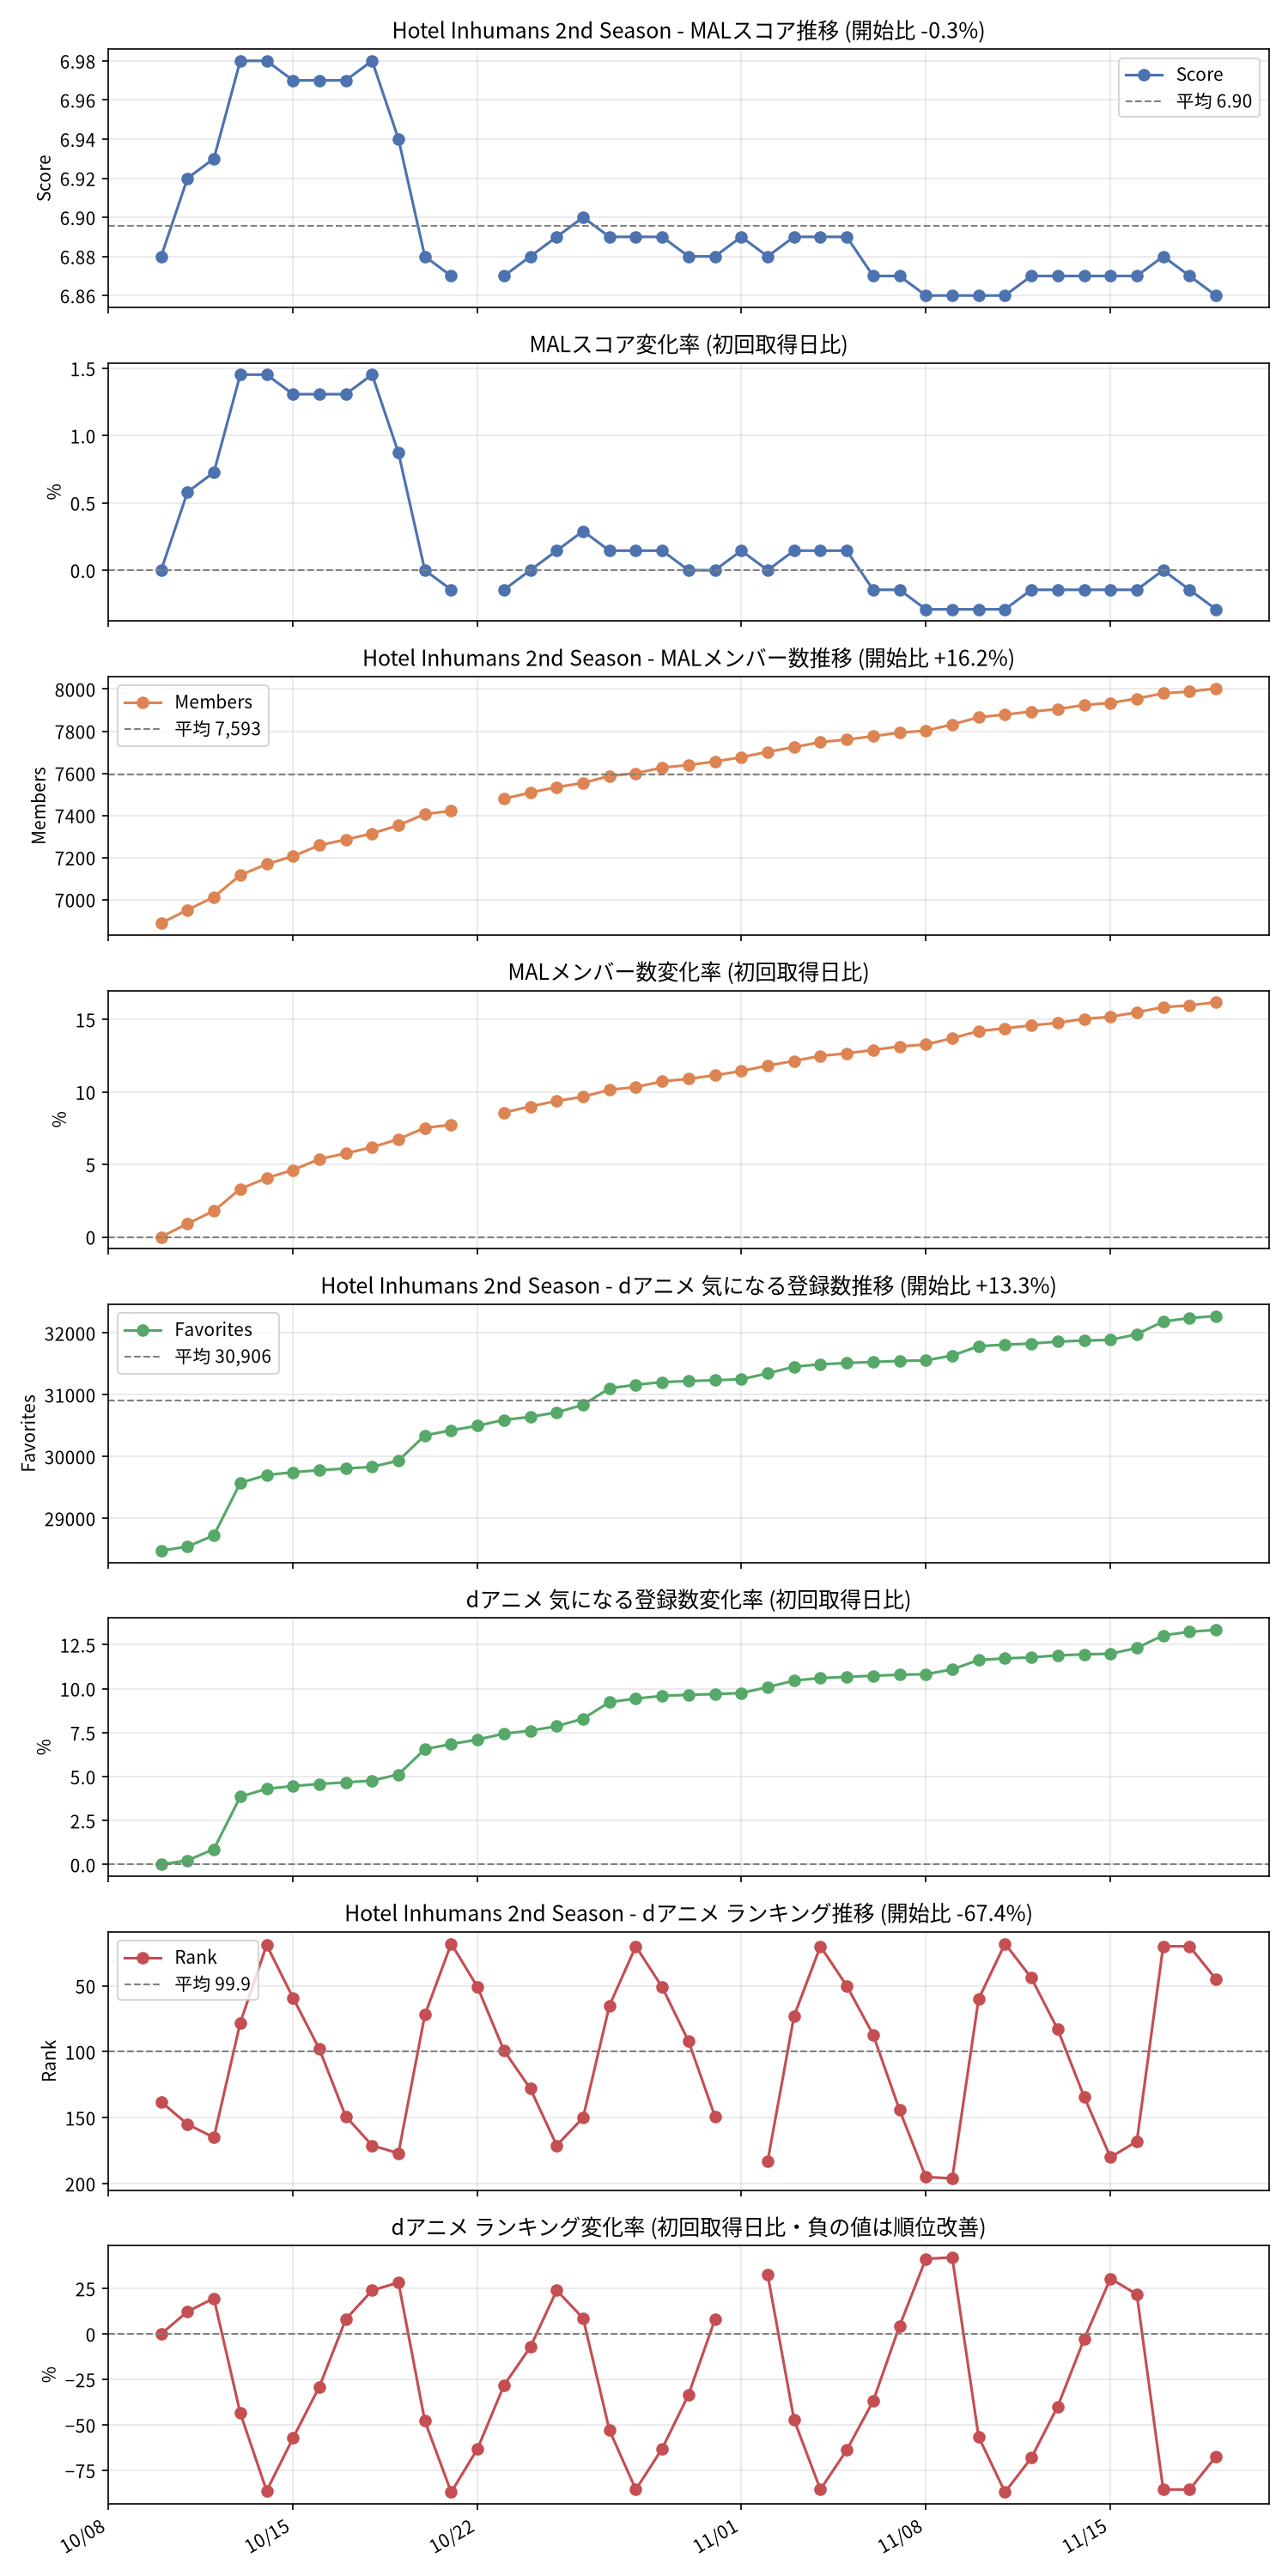 Hotel Inhumans 2nd Season - MALスコア推移 (開始比 -0.3%)
Score
6.98
6.96
6.94
6.92
6.90
6.88
6.86
Score
平均 6.90
MALスコア変化率 (初回取得日比)
%
1.5
1.0
0.5
0.0
Hotel Inhumans 2nd Season - MALメンバー数推移 (開始比 +16.2%)
Members
8000
7800
7600
7400
7200
7000
Members
平均 7,593
MALメンバー数変化率 (初回取得日比)
%
15
10
5
0
Hotel Inhumans 2nd Season - dアニメ 気になる登録数推移 (開始比 +13.3%)
Favorites
32000
31000
30000
29000
Favorites
平均 30,906
dアニメ 気になる登録数変化率 (初回取得日比)
%
12.5
10.0
7.5
5.0
2.5
0.0
Hotel Inhumans 2nd Season - dアニメ ランキング推移 (開始比 -67.4%)
Rank
50
100
150
200
Rank
平均 99.9
dアニメ ランキング変化率 (初回取得日比・負の値は順位改善)
%
25
0
−25
−50
−75
10/08
10/15
10/22
11/01
11/08
11/15